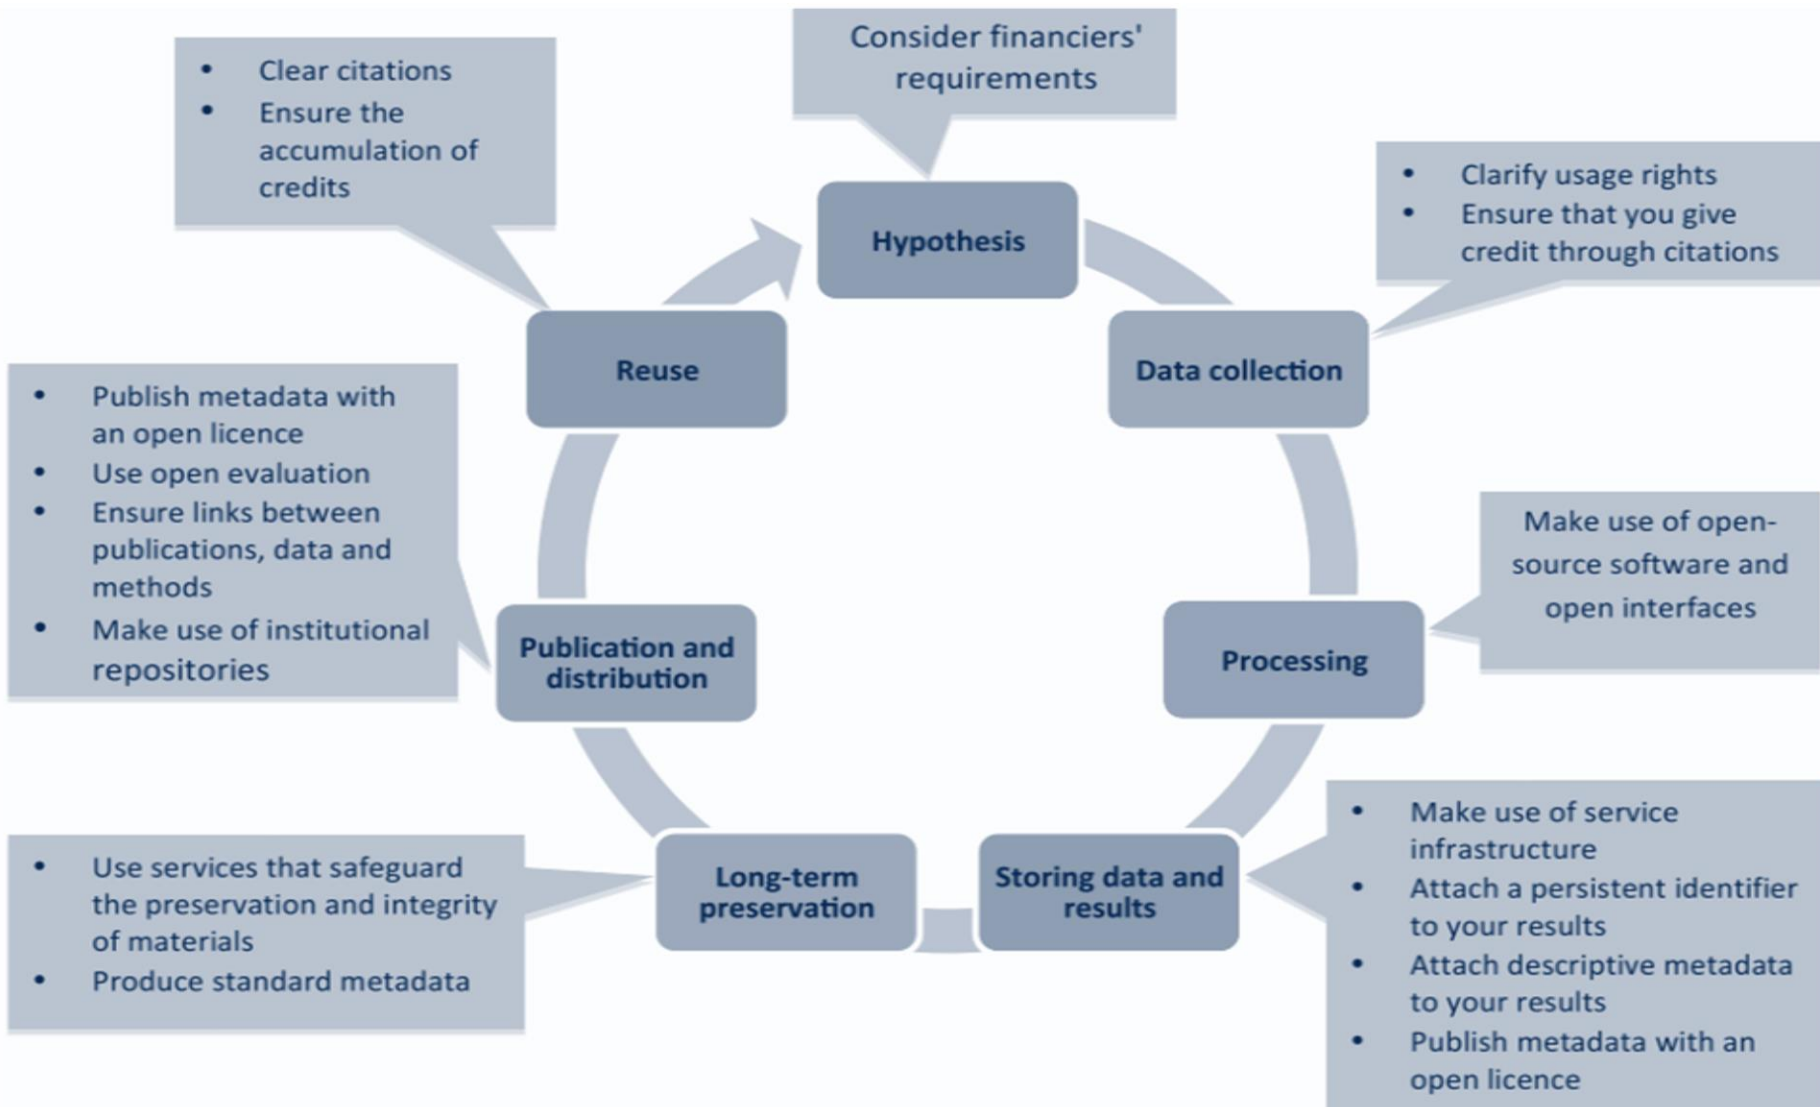 Consider financiers'
requirements
Hypothesis
• Clarify usage rights
• Ensure that you give
credit through citations
Data collection
Make use of open-
source software and
open interfaces
Processing
• Make use of service
infrastructure
• Attach a persistent identifier
to your results
• Attach descriptive metadata
to your results
• Publish metadata with an
open licence
Storing data and
results
• Use services that safeguard
the preservation and integrity
of materials
• Produce standard metadata
Long-term
preservation
• Publish metadata with
an open licence
• Use open evaluation
• Ensure links between
publications, data and
methods
• Make use of institutional
repositories
Publication and
distribution
• Clear citations
• Ensure the
accumulation of
credits
Reuse